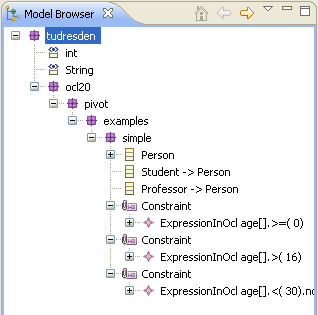 Model Browser
tudresden
int
String
ocl20
pivot
examples
simple
Person
Student -> Person
Professor -> Person
Constraint
ExpressionInOcl age[].>=( 0)
Constraint
ExpressionInOcl age[].>( 16)
Constraint
ExpressionInOcl age[].<( 30).no